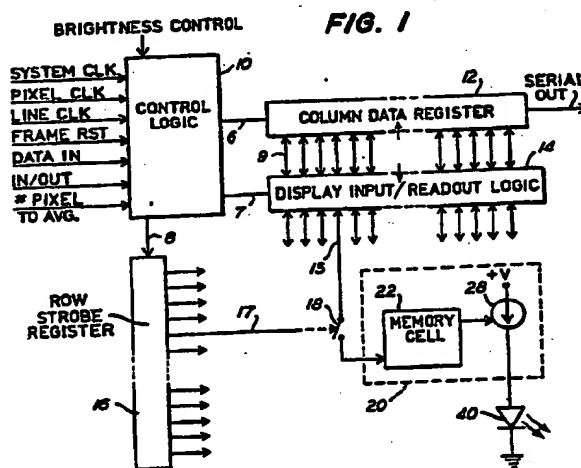 FIG. 1
BRIGHTNESS CONTROL
10
SYSTEM CLK
PIXEL CLK
LINE CLK
FRAME RST
DATA IN
IN/OUT
# PIXEL
TO AVG.
CONTROL
LOGIC
6
7
8
12
COLUMN DATA REGISTER
SERIAL
OUT
9
14
DISPLAY INPUT/READOUT LOGIC
15
ROW
STROBE
REGISTER
16
17
18
22
MEMORY
CELL
+V
28
20
40